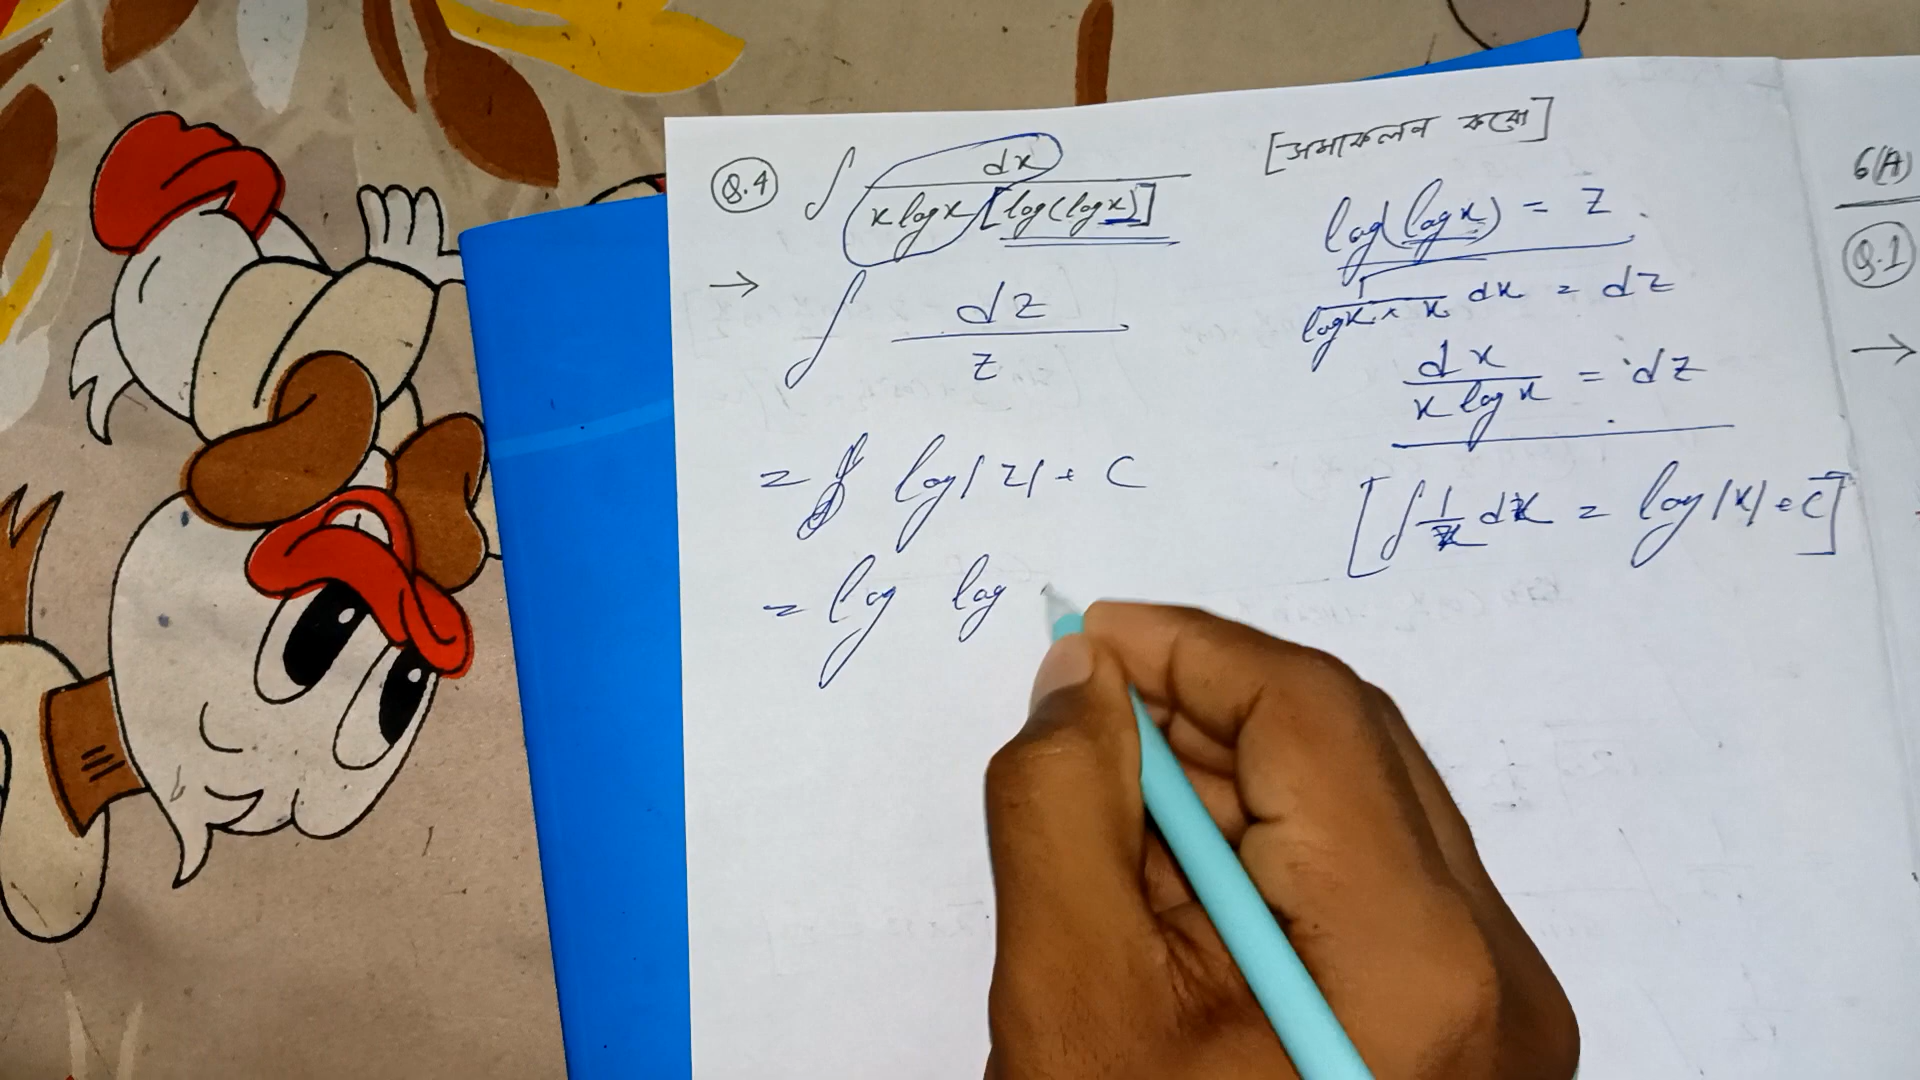 Q.4 ∫ dx / x log x [log(log x)] [সমাকলন করো]
→ ∫ dz / z
= log|z| + C
= log log
log(log x) = z
1 / log x × x dx = dz
dx / x log x = dz
[∫ 1/x dx = log|x| + C]
6(A)
Q.1
→